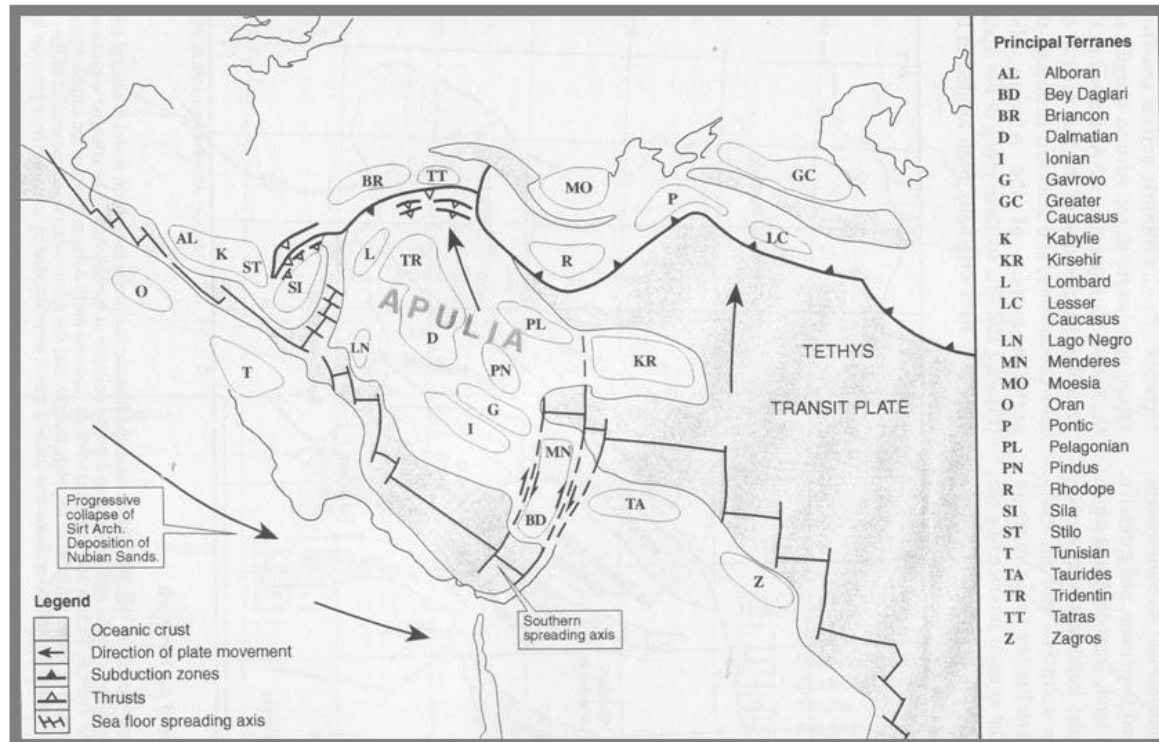 Principal Terranes
AL Alboran
BD Bey Daglari
BR Briancon
D Dalmatian
I Ionian
G Gavrovo
GC Greater
Caucasus
K Kabylie
KR Kirsehir
L Lombard
LC Lesser
Caucasus
LN Lago Negro
MN Menderes
MO Moesia
O Oran
P Pontic
PL Pelagonian
PN Pindus
R Rhodope
SI Sila
ST Stilo
T Tunisian
TA Taurides
TR Tridentin
TT Tatras
Z Zagros
BR
TT
MO
GC
P
AL
K
ST
LC
L
TR
R
SI
O
APULIA
PL
D
LN
TETHYS
KR
T
PN
TRANSIT PLATE
G
I
MN
TA
BD
Progressive
collapse of
Sirt Arch.
Deposition of
Nubian Sands.
Z
Southern
spreading axis
Legend
Oceanic crust
Direction of plate movement
Subduction zones
Thrusts
Sea floor spreading axis